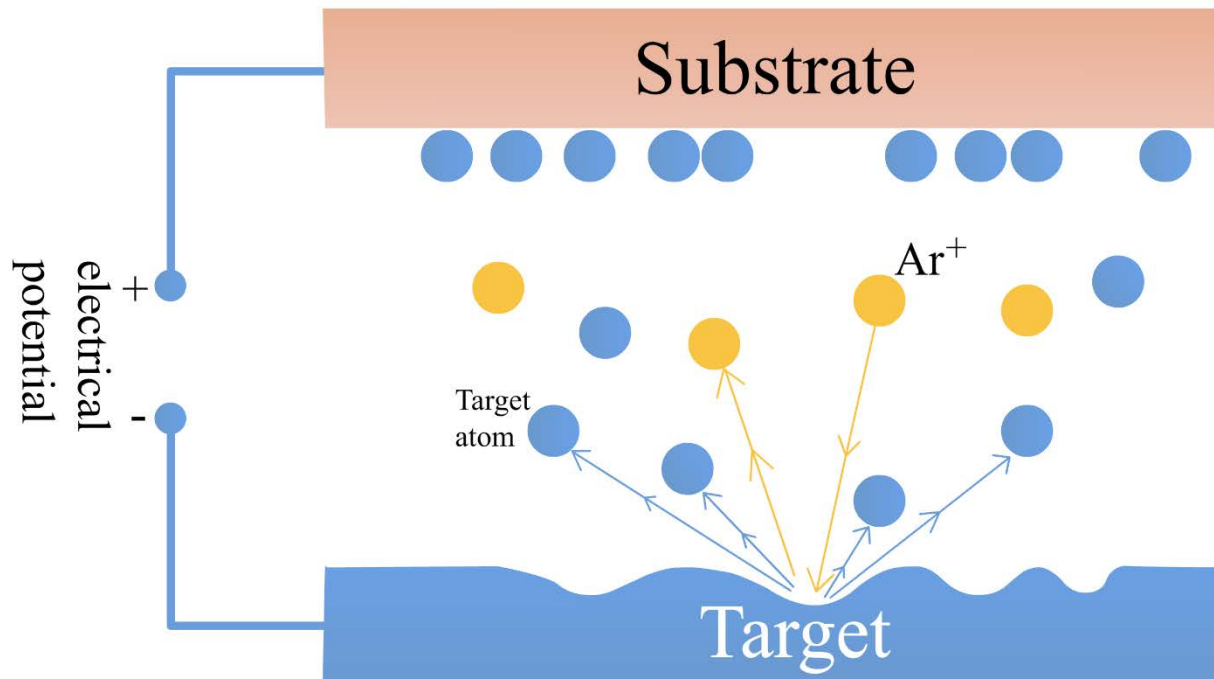 Substrate
Ar⁺
+
electrical
potential
-
Target
atom
Target